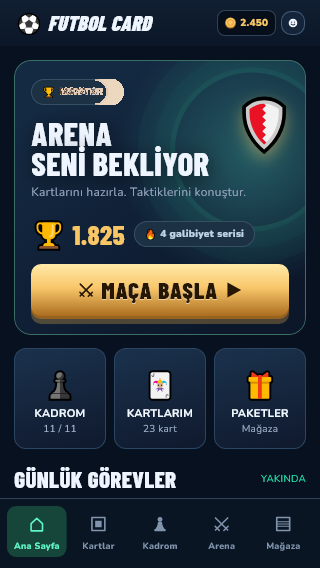 FUTBOL CARD
2.450
ARENA
SENİ BEKLİYOR
Kartlarını hazırla. Taktiklerini konuştur.
1.825
4 galibiyet serisi
MAÇA BAŞLA
KADROM
11 / 11
KARTLARIM
23 kart
PAKETLER
Mağaza
GÜNLÜK GÖREVLER
YAKINDA
Ana Sayfa
Kartlar
Kadrom
Arena
Mağaza